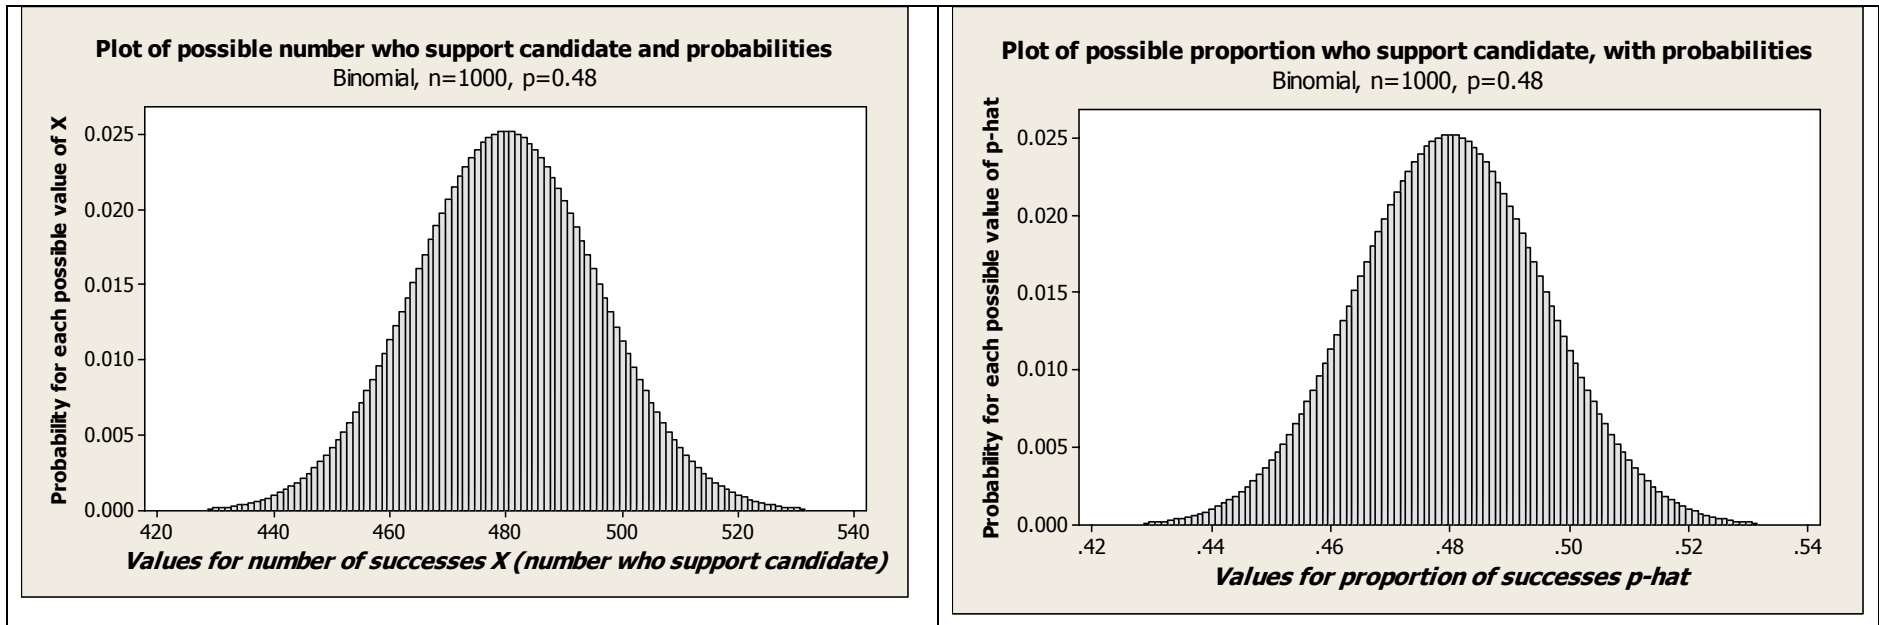 Plot of possible number who support candidate and probabilities
Binomial, n=1000, p=0.48
Probability for each possible value of X
0.025
0.020
0.015
0.010
0.005
0.000
420 440 460 480 500 520 540
Values for number of successes X (number who support candidate)
Plot of possible proportion who support candidate, with probabilities
Binomial, n=1000, p=0.48
Probability for each possible value of p-hat
0.025
0.020
0.015
0.010
0.005
0.000
.42 .44 .46 .48 .50 .52 .54
Values for proportion of successes p-hat